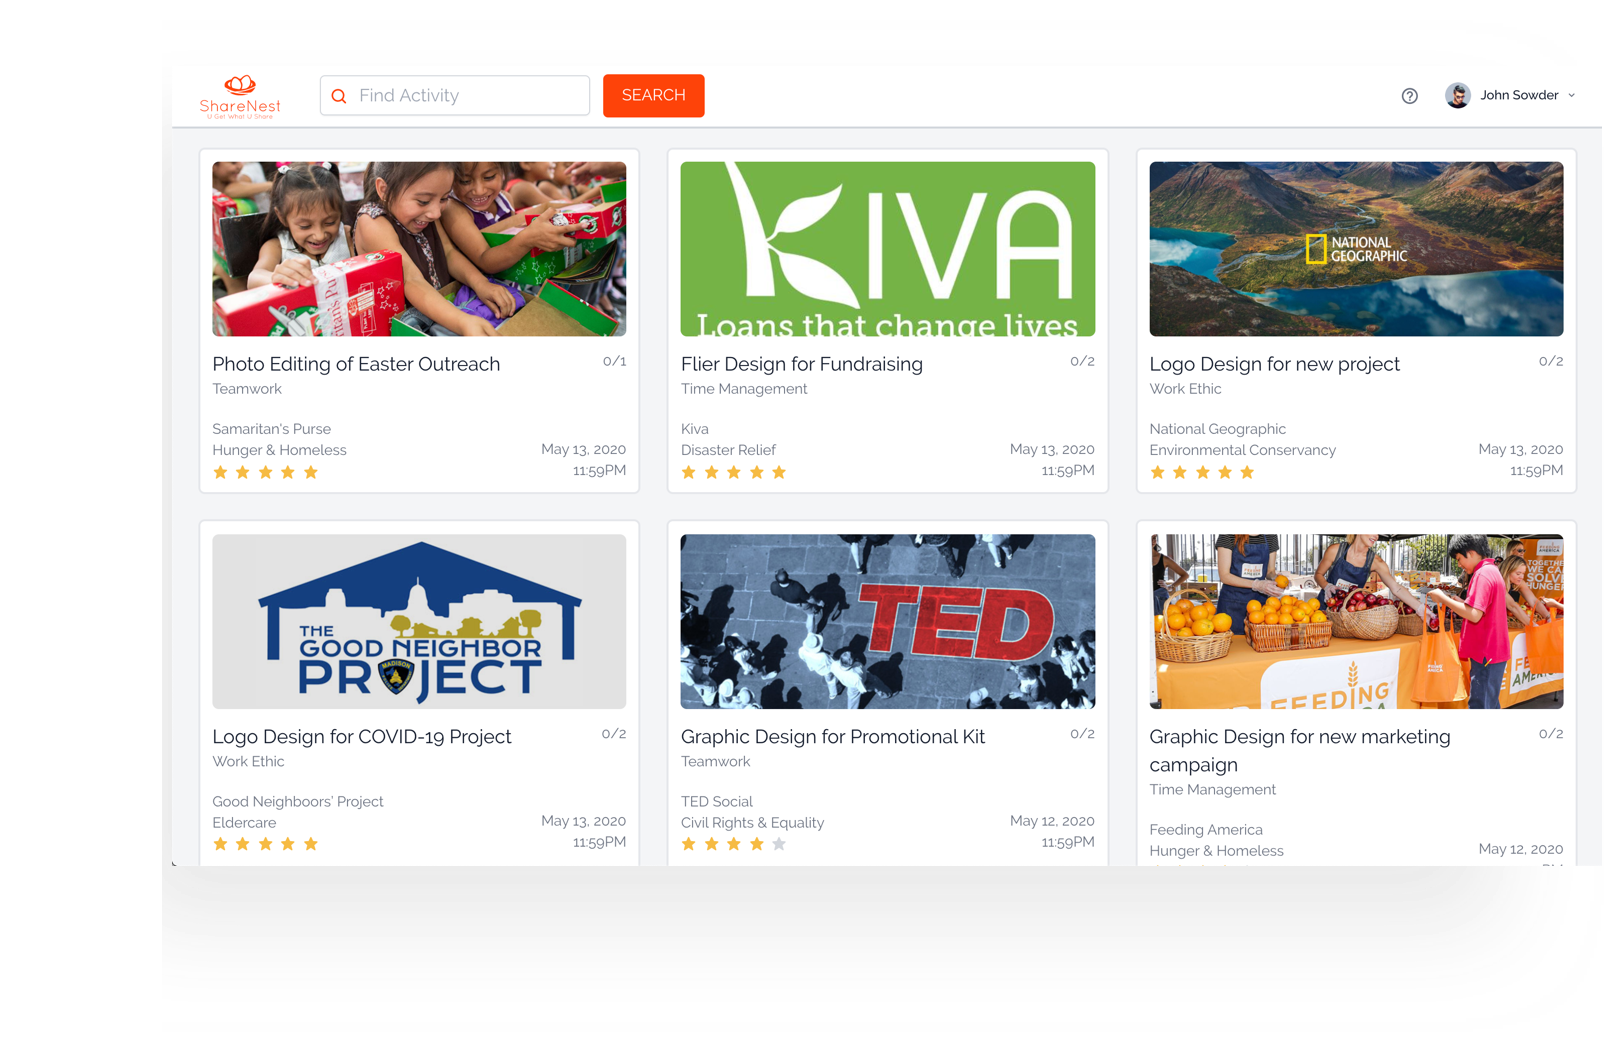 ShareNest
U Get What U Share
Find Activity
SEARCH
John Sowder
KIVA
Loans that change lives
NATIONAL
GEOGRAPHIC
Photo Editing of Easter Outreach
0/1
Teamwork
Samaritan's Purse
Hunger & Homeless
May 13, 2020
11:59PM
Flier Design for Fundraising
0/2
Time Management
Kiva
Disaster Relief
May 13, 2020
11:59PM
Logo Design for new project
0/2
Work Ethic
National Geographic
Environmental Conservancy
May 13, 2020
11:59PM
THE
GOOD NEIGHBOR
PROJECT
MADISON
TED
TOGETHER
WE CAN
SOLVE
HUNGER
FEEDING
Logo Design for COVID-19 Project
0/2
Work Ethic
Good Neighboors' Project
Eldercare
May 13, 2020
11:59PM
Graphic Design for Promotional Kit
0/2
Teamwork
TED Social
Civil Rights & Equality
May 12, 2020
11:59PM
Graphic Design for new marketing
campaign
0/2
Time Management
Feeding America
Hunger & Homeless
May 12, 2020